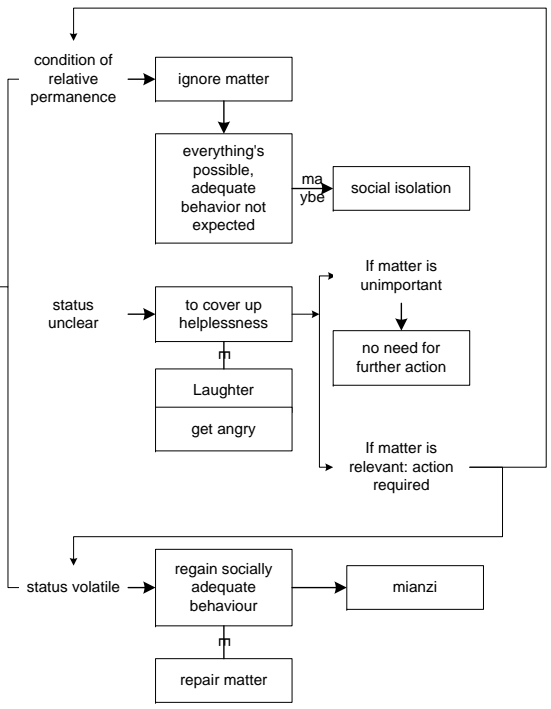 condition of
relative
permanence
ignore matter
everything's
possible,
adequate
behavior not
expected
ma
ybe
social isolation
status
unclear
to cover up
helplessness
E
Laughter
get angry
If matter is
unimportant
no need for
further action
If matter is
relevant: action
required
status volatile
regain socially
adequate
behaviour
mianzi
E
repair matter